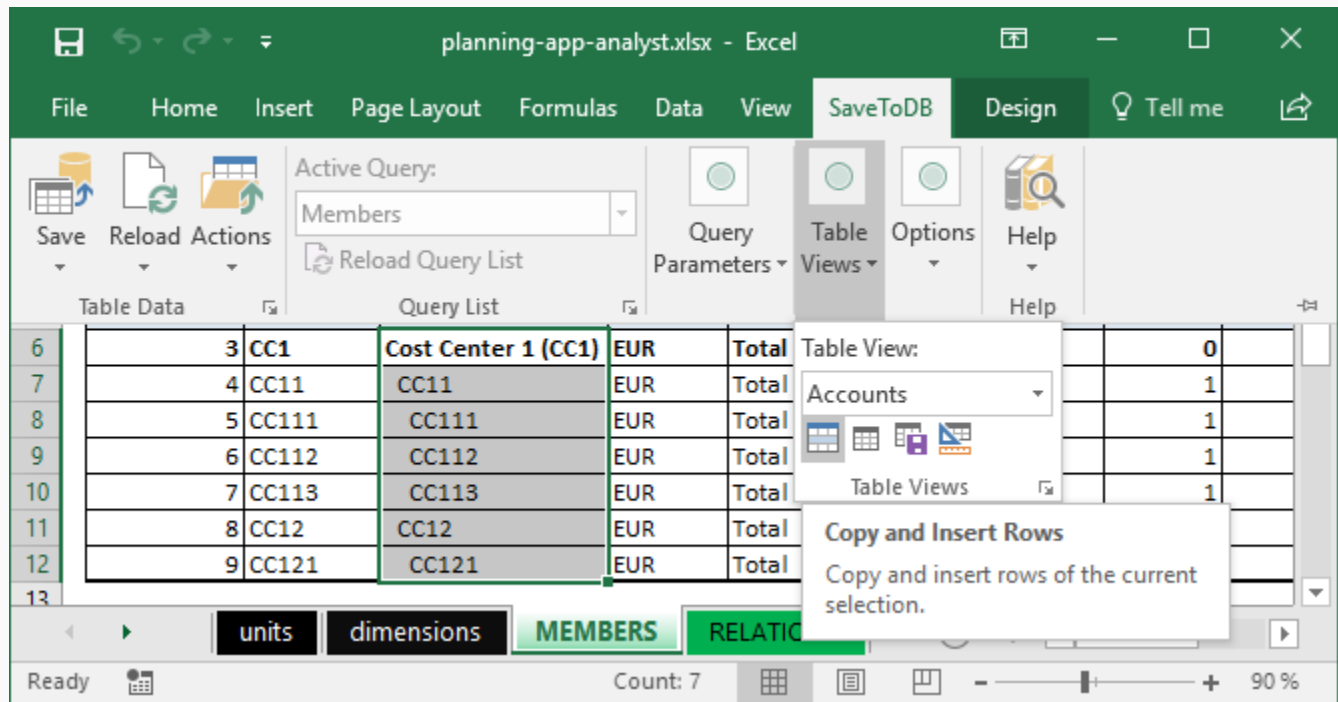 planning-app-analyst.xlsx - Excel
File Home Insert Page Layout Formulas Data View SaveToDB Design Tell me
Save Reload Actions
Active Query:
Members
Reload Query List
Query Parameters
Table Views
Options
Help
Table Data Query List Help
6 3 CC1 Cost Center 1 (CC1) EUR Total 0
7 4 CC11 CC11 EUR Total 1
8 5 CC111 CC111 EUR Total 1
9 6 CC112 CC112 EUR Total 1
10 7 CC113 CC113 EUR Total 1
11 8 CC12 CC12 EUR Total
12 9 CC121 CC121 EUR Total
13
Table View:
Accounts
Table Views
Copy and Insert Rows
Copy and insert rows of the current
selection.
units dimensions MEMBERS
Ready Count: 7 90 %